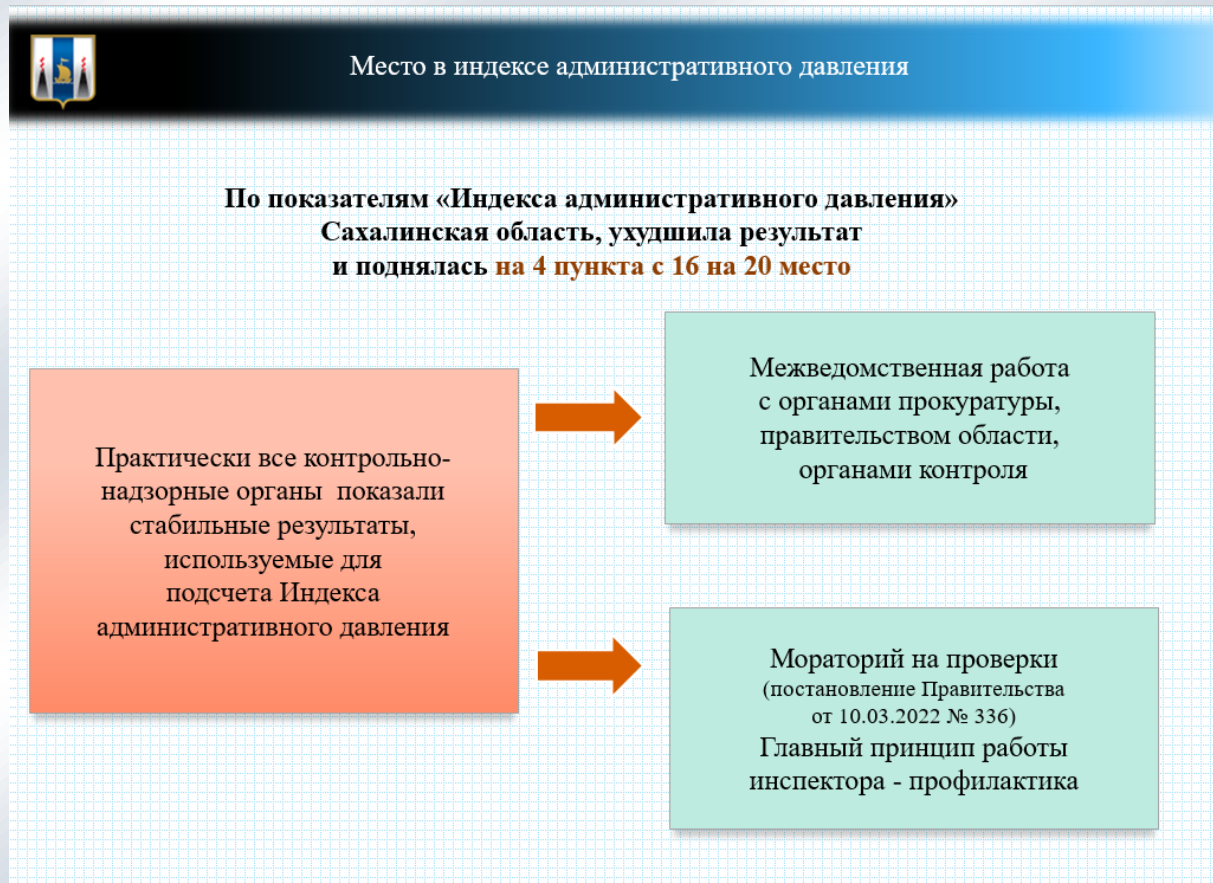 Место в индексе административного давления
По показателям «Индекса административного давления»
Сахалинская область, ухудшила результат
и поднялась на 4 пункта с 16 на 20 место
Практически все контрольно-
надзорные органы показали
стабильные результаты,
используемые для
подсчета Индекса
административного давления
Межведомственная работа
с органами прокуратуры,
правительством области,
органами контроля
Мораторий на проверки
(постановление Правительства
от 10.03.2022 № 336)
Главный принцип работы
инспектора - профилактика